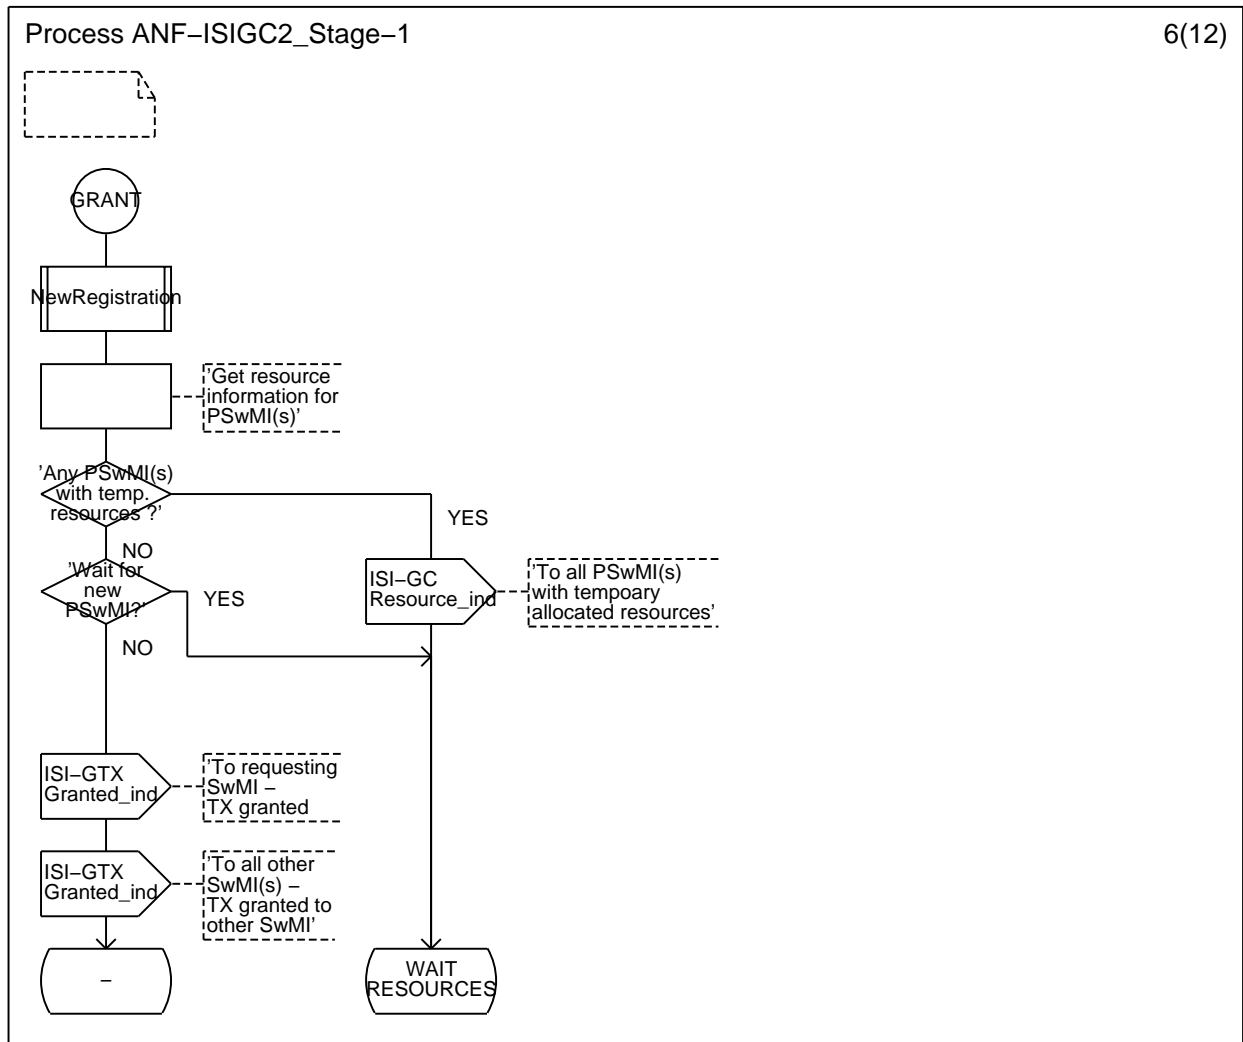 Process ANF−ISIGC2_Stage−1
6(12)
GRANT
NewRegistration
'Get resource
information for
PSwMI(s)'
'Any PSwMI(s)
with temp.
resources ?'
YES
NO
'Wait for
new
PSwMI?'
YES
ISI−GC
Resource_ind
'To all PSwMI(s)
with tempoary
allocated resources'
NO
ISI−GTX
Granted_ind
'To requesting
SwMI −
TX granted
ISI−GTX
Granted_ind
'To all other
SwMI(s) −
TX granted to
other SwMI'
−
WAIT
RESOURCES